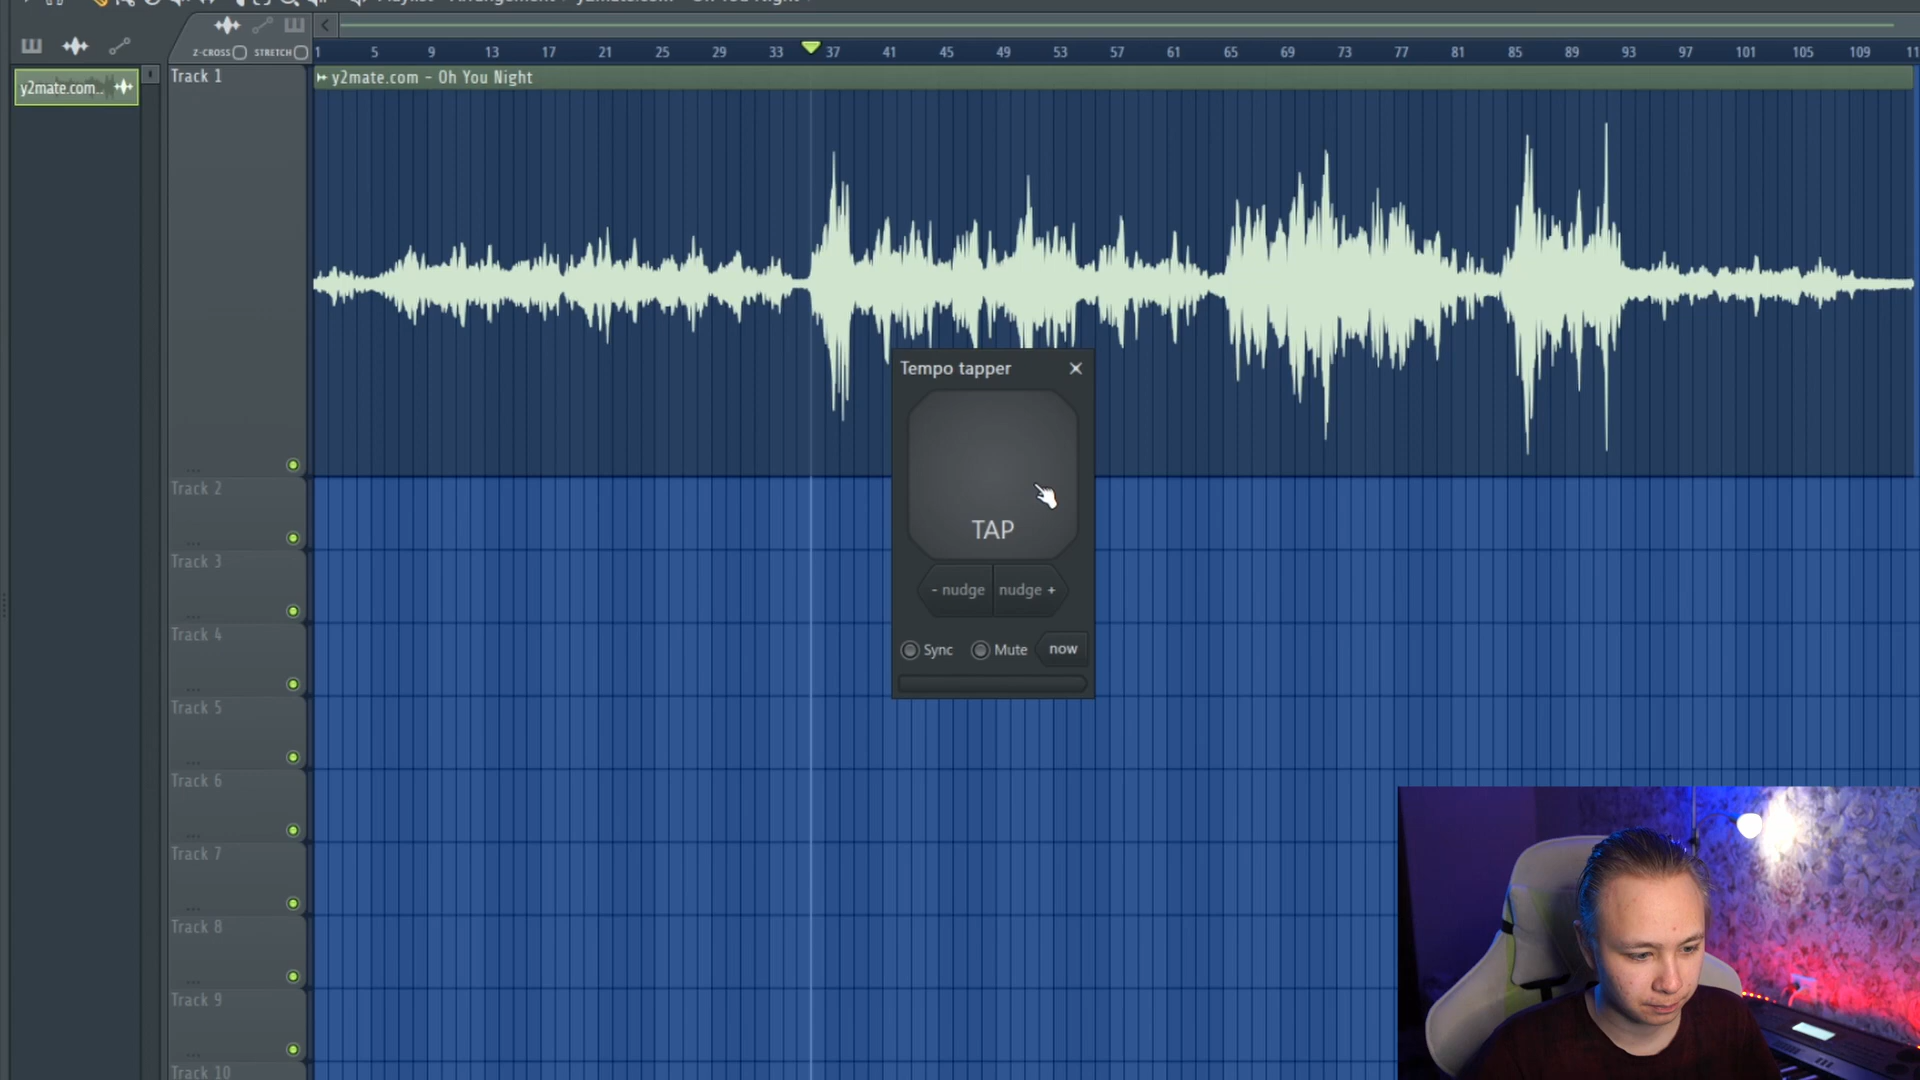 Z-CROSS STRETCH
1 5 9 13 17 21 25 29 33 37 41 45 49 53 57 61 65 69 73 77 81 85 89 93 97 101 105 109 11
y2mate.com..
Track 1
y2mate.com - Oh You Night
Tempo tapper
TAP
- nudge nudge +
Sync Mute now
Track 2
Track 3
Track 4
Track 5
Track 6
Track 7
Track 8
Track 9
Track 10